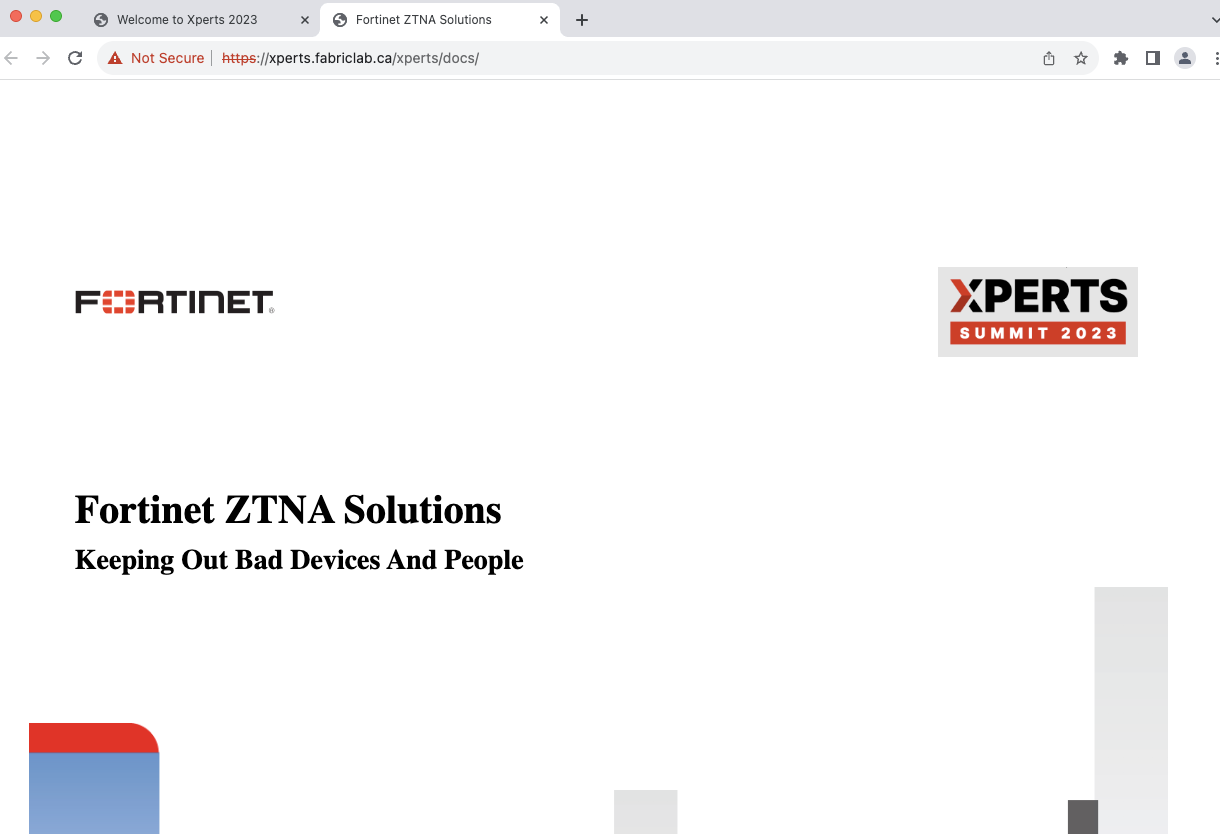 Welcome to Xperts 2023
Fortinet ZTNA Solutions
Not Secure
https://xperts.fabriclab.ca/xperts/docs/
FORTINET®
XPERTS
SUMMIT 2023
Fortinet ZTNA Solutions
Keeping Out Bad Devices And People